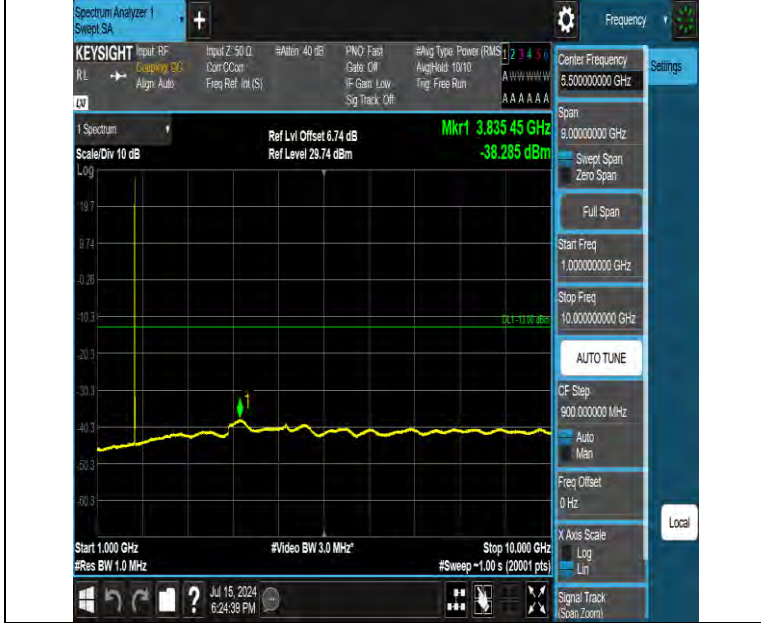 Spectrum Analyzer 1
Swept SA
+
Frequency
KEYSIGHT
RL
LXI
Input: RF
Coupling: DC
Align: Auto
Input Z: 50 Ω
Corr CCorr
Freq Ref: Int (S)
#Atten: 40 dB
PNO: Fast
Gate: Off
IF Gain: Low
Sig Track: Off
#Avg Type: Power (RMS
Avg|Hold: 10/10
Trig: Free Run
1 2 3 4 5 6
A W W W W W
A A A A A A
Settings
Center Frequency
5.500000000 GHz
Span
9.00000000 GHz
Swept Span
Zero Span
Full Span
Start Freq
1.000000000 GHz
Stop Freq
10.000000000 GHz
AUTO TUNE
CF Step
900.000000 MHz
Auto
Man
Freq Offset
0 Hz
X Axis Scale
Log
Lin
Signal Track
(Span Zoom)
Local
1 Spectrum
Scale/Div 10 dB
Log
Ref Lvl Offset 6.74 dB
Ref Level 29.74 dBm
Mkr1 3.835 45 GHz
-38.285 dBm
19.7
9.74
-0.26
-10.3
DL1 -13.00 dBm
-20.3
-30.3
1
-40.3
-50.3
-60.3
Start 1.000 GHz
#Video BW 3.0 MHz*
Stop 10.000 GHz
#Res BW 1.0 MHz
#Sweep ~1.00 s (20001 pts)
?
Jul 15, 2024
6:24:39 PM